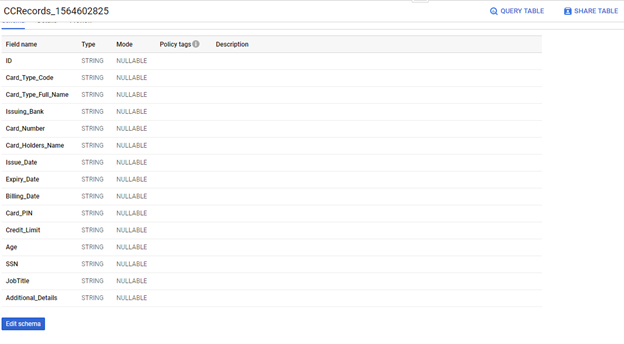 CCRecords_1564602825 QUERY TABLE SHARE TABLE
Field name Type Mode Policy tags Description
ID STRING NULLABLE
Card_Type_Code STRING NULLABLE
Card_Type_Full_Name STRING NULLABLE
Issuing_Bank STRING NULLABLE
Card_Number STRING NULLABLE
Card_Holders_Name STRING NULLABLE
Issue_Date STRING NULLABLE
Expiry_Date STRING NULLABLE
Billing_Date STRING NULLABLE
Card_PIN STRING NULLABLE
Credit_Limit STRING NULLABLE
Age STRING NULLABLE
SSN STRING NULLABLE
JobTitle STRING NULLABLE
Additional_Details STRING NULLABLE
Edit schema